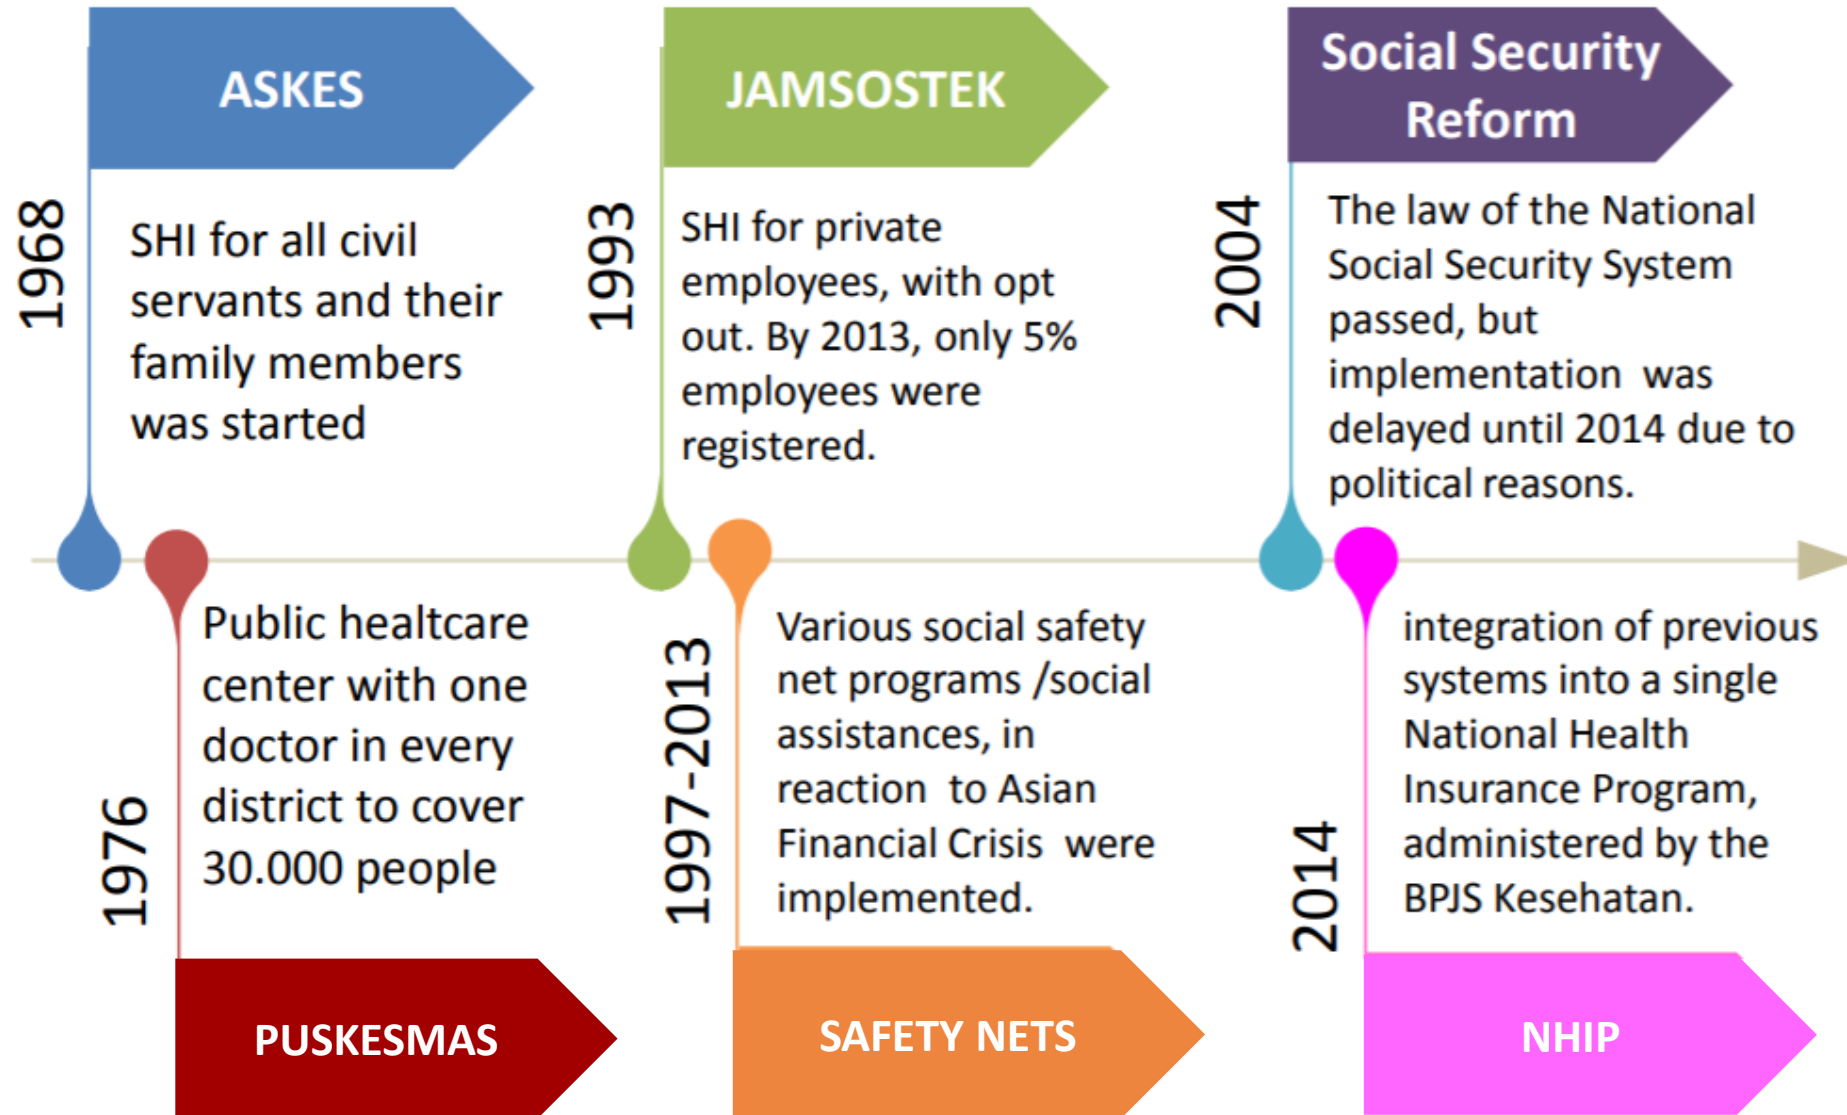 ASKES
1968
SHI for all civil
servants and their
family members
was started
JAMSOSTEK
1993
SHI for private
employees, with opt
out. By 2013, only 5%
employees were
registered.
Social Security
Reform
2004
The law of the National
Social Security System
passed, but
implementation was
delayed until 2014 due to
political reasons.
1976
Public healtcare
center with one
doctor in every
district to cover
30.000 people
PUSKESMAS
1997-2013
Various social safety
net programs /social
assistances, in
reaction to Asian
Financial Crisis were
implemented.
SAFETY NETS
2014
integration of previous
systems into a single
National Health
Insurance Program,
administered by the
BPJS Kesehatan.
NHIP